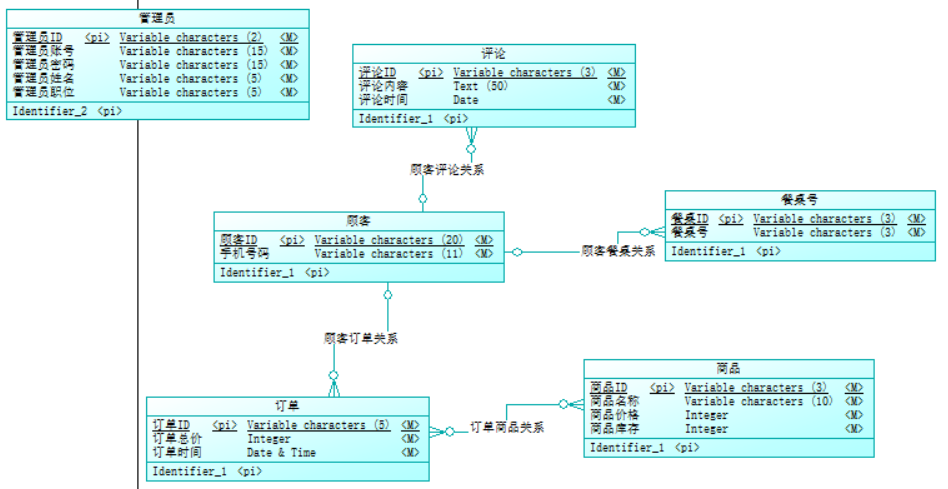 管理员
管理员ID <pi> Variable characters (2) <M>
管理员账号 Variable characters (15) <M>
管理员密码 Variable characters (15) <M>
管理员姓名 Variable characters (5) <M>
管理员职位 Variable characters (5) <M>
Identifier_2 <pi>
评论
评论ID <pi> Variable characters (3) <M>
评论内容 Text (50) <M>
评论时间 Date <M>
Identifier_1 <pi>
顾客评论关系
餐桌号
餐桌ID <pi> Variable characters (3) <M>
餐桌号 Variable characters (3) <M>
Identifier_1 <pi>
顾客
顾客ID <pi> Variable characters (20) <M>
手机号码 Variable characters (11) <M>
Identifier_1 <pi>
顾客餐桌关系
顾客订单关系
商品
商品ID <pi> Variable characters (3) <M>
商品名称 Variable characters (10) <M>
商品价格 Integer <M>
商品库存 Integer <M>
Identifier_1 <pi>
订单
订单ID <pi> Variable characters (5) <M>
订单总价 Integer <M>
订单时间 Date & Time <M>
Identifier_1 <pi>
订单商品关系